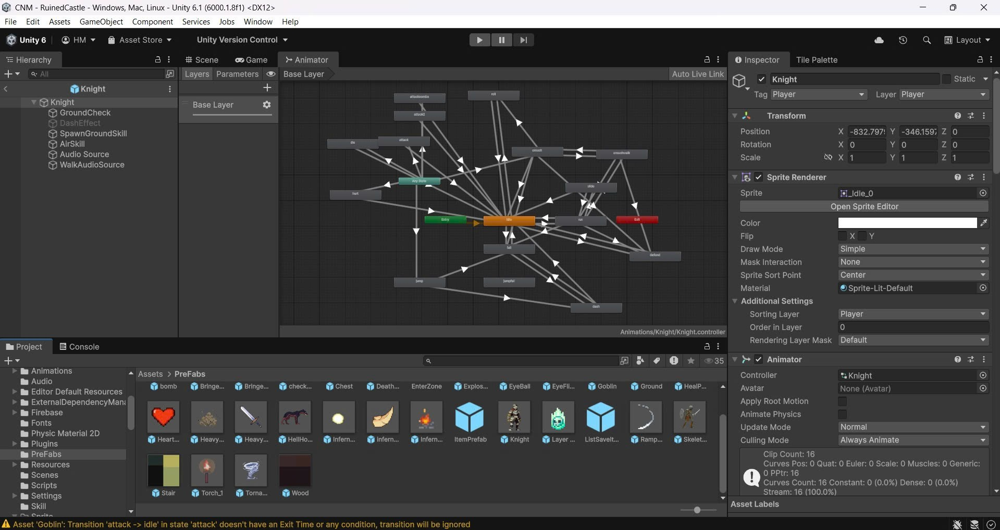 CNM - RuinedCastle - Windows, Mac, Linux - Unity 6.1 (6000.1.8f1) <DX12>
File Edit Assets GameObject Component Services Jobs Window Help
Unity 6 HM Asset Store Unity Version Control Layout
Hierarchy
All
Knight
Knight
GroundCheck
DashEffect
SpawnGroundSkill
AirSkill
Audio Source
WalkAudioSource
Scene Game Animator
Layers Parameters Base Layer Auto Live Link
Base Layer
attackcombo
roll
attack2
attack
die
crouch
crouchwalk
Any State
slide
hurt
Entry
Idle
run
Exit
fall
defend
jump
jumpfall
dash
Animations/Knight/Knight.controller
Inspector Tile Palette
Knight Static
Tag Player Layer Player
Transform
Position X -832.797 Y -346.159 Z 0
Rotation X 0 Y 0 Z 0
Scale X 1 Y 1 Z 1
Sprite Renderer
Sprite _Idle_0
Open Sprite Editor
Color
Flip X Y
Draw Mode Simple
Mask Interaction None
Sprite Sort Point Center
Material Sprite-Lit-Default
Additional Settings
Sorting Layer Player
Order in Layer 0
Rendering Layer Mask Default
Animator
Controller Knight
Avatar None (Avatar)
Apply Root Motion
Animate Physics
Update Mode Normal
Culling Mode Always Animate
Clip Count: 16
Curves Pos: 0 Quat: 0 Euler: 0 Scale: 0 Muscles: 0 Generic:
0 PPtr: 16
Curves Count: 16 Constant: 0 (0.0%) Dense: 0 (0.0%)
Stream: 16 (100.0%)
Asset Labels
Project Console
35
Animations
Audio
Editor Default Resources
ExternalDependencyMana
Firebase
Fonts
Physic Material 2D
Plugins
PreFabs
Resources
Scenes
Scripts
Settings
Skill
Sprite
Assets > PreFabs
bomb Bringe... Bringe... check... Chest Death... EnterZone Explos... EyeBall EyeFli... Goblin Ground HealP...
Heart... Heavy... Heavy... HellHo... Infern... Infern... Infern... ItemPrefab Knight Layer ... ListSaveIt... Ramp... Skelet...
Stair Torch_1 Torna... Wood
Asset 'Goblin': Transition 'attack -> idle' in state 'attack' doesn't have an Exit Time or any condition, transition will be ignored